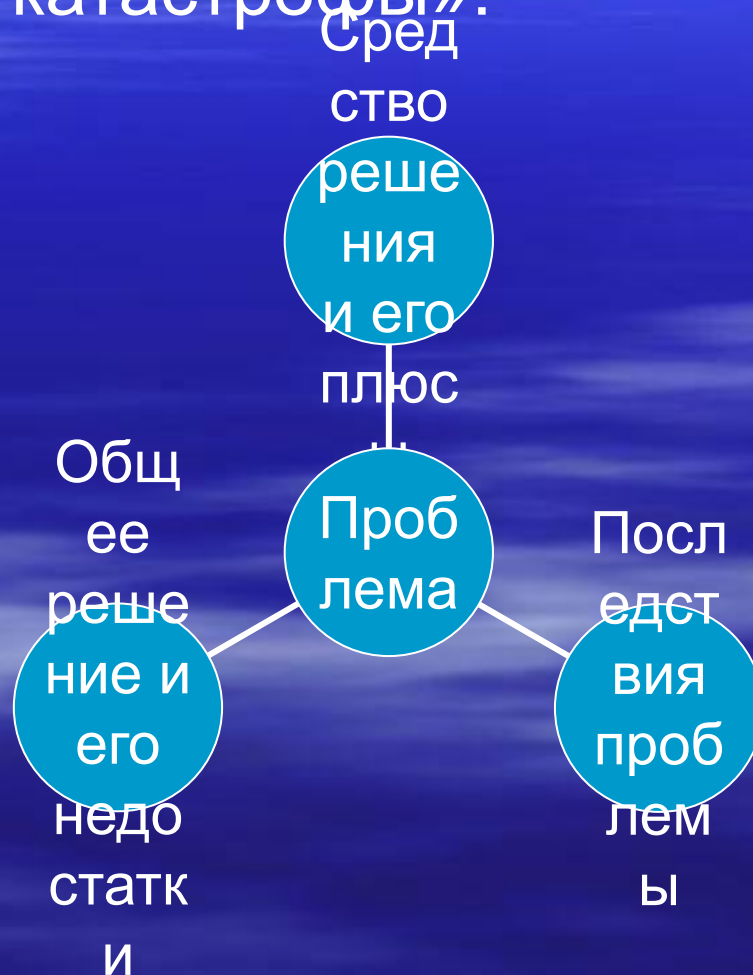 катастрофы».
Сред
ство
реше
ния
и его
плюс
ы
Проб
лема
Общ
ее
реше
ние и
его
недо
статк
и
Посл
едст
вия
проб
лем
ы